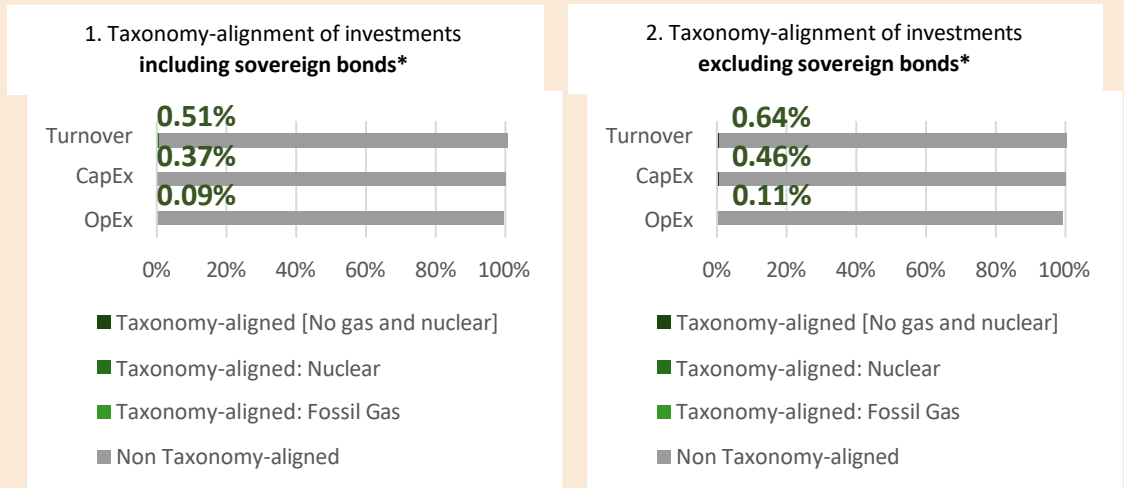 1. Taxonomy-alignment of investments
including sovereign bonds*
0.51%
Turnover
0.37%
CapEx
0.09%
OpEx
0% 20% 40% 60% 80% 100%
Taxonomy-aligned [No gas and nuclear]
Taxonomy-aligned: Nuclear
Taxonomy-aligned: Fossil Gas
Non Taxonomy-aligned
2. Taxonomy-alignment of investments
excluding sovereign bonds*
0.64%
Turnover
0.46%
CapEx
0.11%
OpEx
0% 20% 40% 60% 80% 100%
Taxonomy-aligned [No gas and nuclear]
Taxonomy-aligned: Nuclear
Taxonomy-aligned: Fossil Gas
Non Taxonomy-aligned